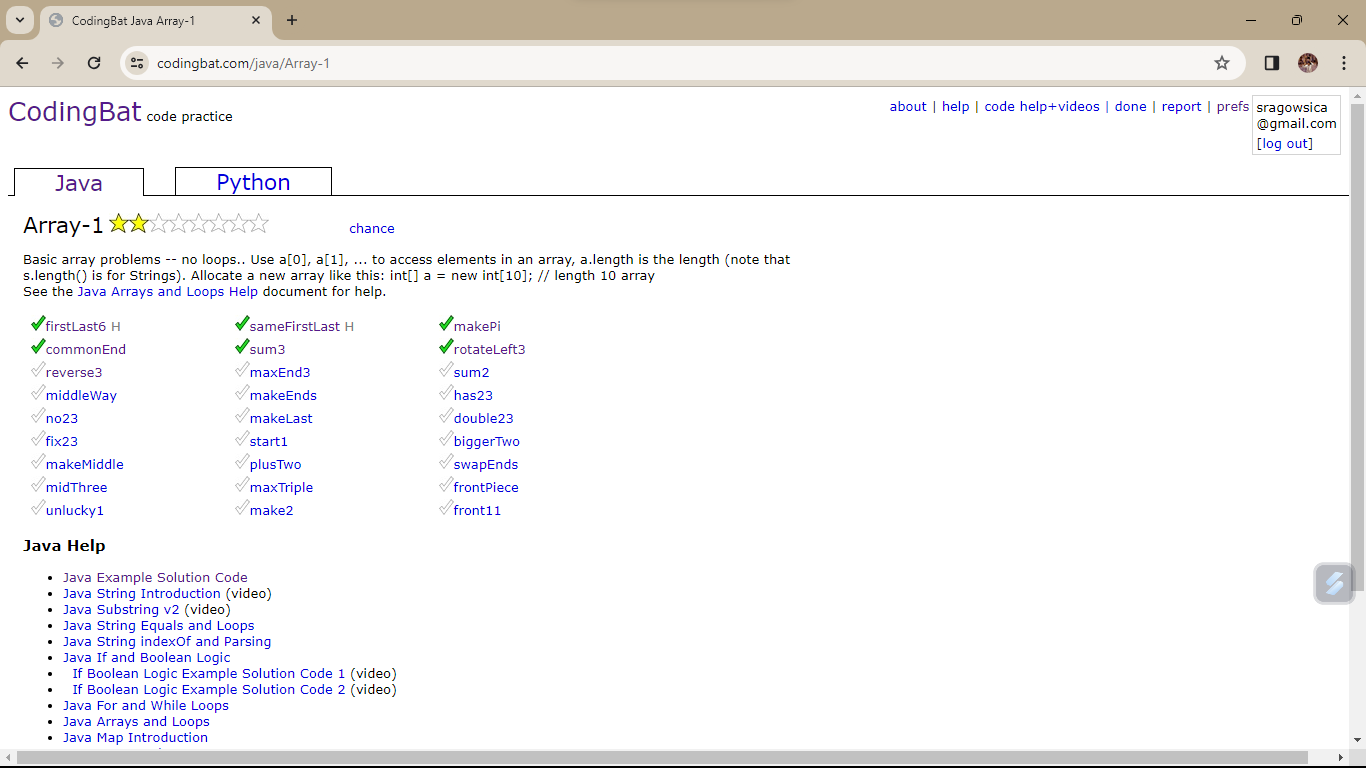 CodingBat Java Array-1
codingbat.com/java/Array-1
CodingBat code practice
about | help | code help+videos | done | report | prefs
sragowsica
@gmail.com
[log out]
Java
Python
Array-1
chance
Basic array problems -- no loops.. Use a[0], a[1], ... to access elements in an array, a.length is the length (note that
s.length() is for Strings). Allocate a new array like this: int[] a = new int[10]; // length 10 array
See the Java Arrays and Loops Help document for help.
firstLast6 H sameFirstLast H makePi
commonEnd sum3 rotateLeft3
reverse3 maxEnd3 sum2
middleWay makeEnds has23
no23 makeLast double23
fix23 start1 biggerTwo
makeMiddle plusTwo swapEnds
midThree maxTriple frontPiece
unlucky1 make2 front11
Java Help
Java Example Solution Code
Java String Introduction (video)
Java Substring v2 (video)
Java String Equals and Loops
Java String indexOf and Parsing
Java If and Boolean Logic
If Boolean Logic Example Solution Code 1 (video)
If Boolean Logic Example Solution Code 2 (video)
Java For and While Loops
Java Arrays and Loops
Java Map Introduction